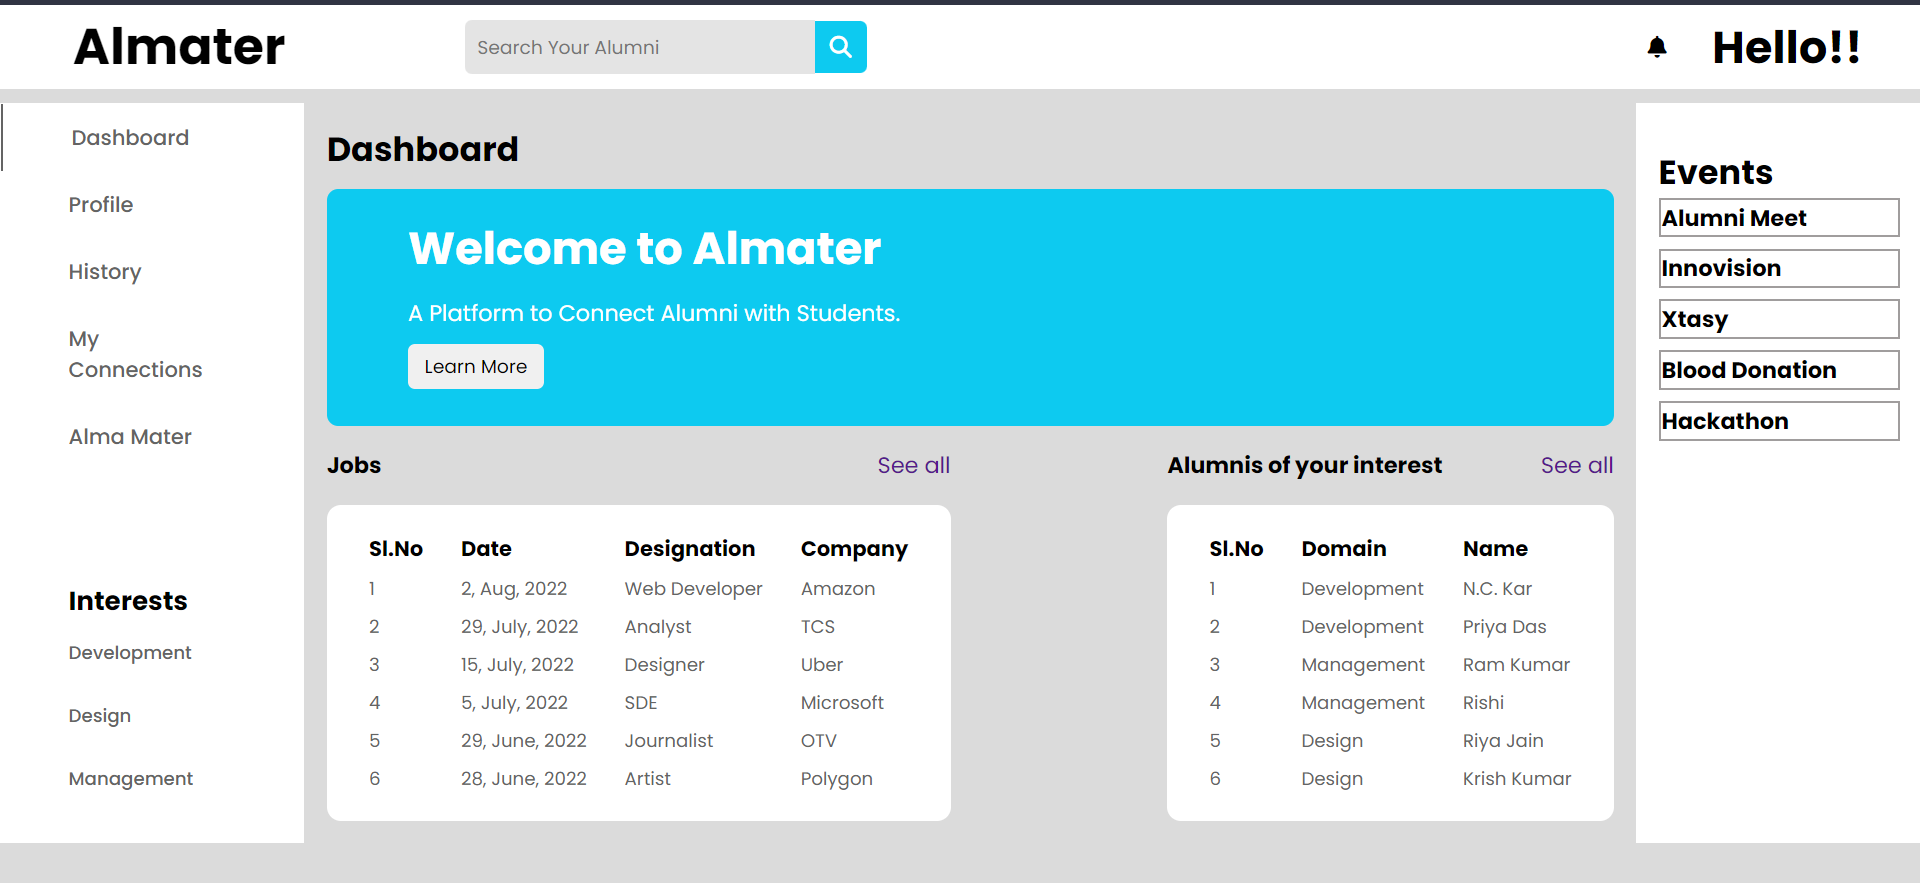 Almater
Search Your Alumni
Hello!!
Dashboard
Profile
History
My
Connections
Alma Mater
Interests
Development
Design
Management
Dashboard
Welcome to Almater
A Platform to Connect Alumni with Students.
Learn More
Jobs See all
Sl.No Date Designation Company
1 2, Aug, 2022 Web Developer Amazon
2 29, July, 2022 Analyst TCS
3 15, July, 2022 Designer Uber
4 5, July, 2022 SDE Microsoft
5 29, June, 2022 Journalist OTV
6 28, June, 2022 Artist Polygon
Alumnis of your interest See all
Sl.No Domain Name
1 Development N.C. Kar
2 Development Priya Das
3 Management Ram Kumar
4 Management Rishi
5 Design Riya Jain
6 Design Krish Kumar
Events
Alumni Meet
Innovision
Xtasy
Blood Donation
Hackathon